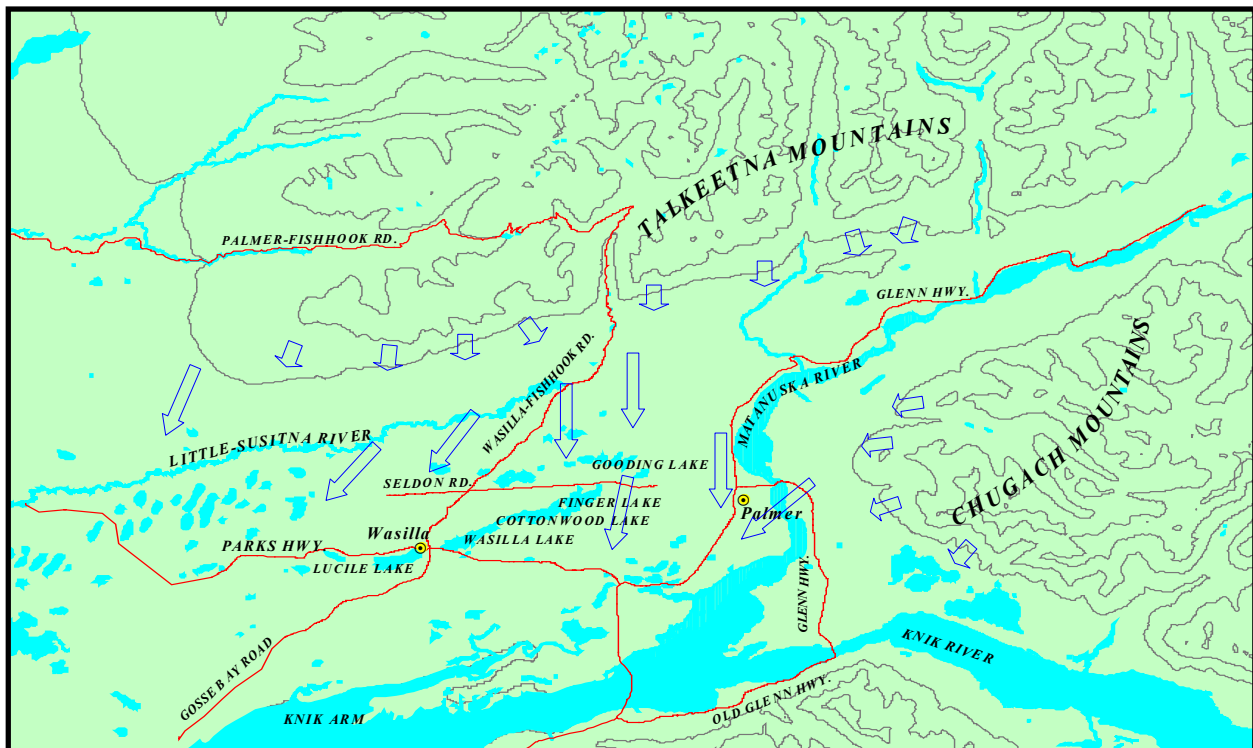 TALKEETNA MOUNTAINS
PALMER-FISHHOOK RD.
GLENN HWY.
WASILLA-FISHHOOK RD.
MATANUSKA RIVER
CHUGACH MOUNTAINS
LITTLE-SUSITNA RIVER
GOODING LAKE
SELDON RD.
FINGER LAKE
Palmer
COTTONWOOD LAKE
Wasilla
WASILLA LAKE
PARKS HWY.
LUCILE LAKE
GLENN HWY.
KNIK RIVER
GOSSE BAY ROAD
OLD GLENN HWY.
KNIK ARM